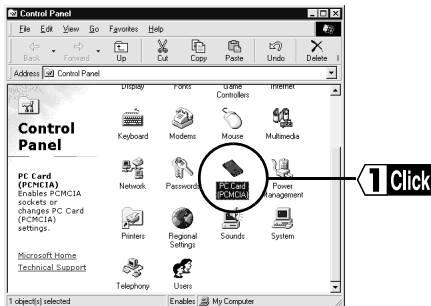 Control Panel
File Edit View Go Favorites Help
Back Forward Up Cut Copy Paste Undo Delete
Address Control Panel
Display Fonts Game Controllers Internet
Control Panel
Keyboard Modems Mouse Multimedia
PC Card (PCMCIA)
Enables PCMCIA sockets or changes PC Card (PCMCIA) settings.
Network Passwords PC Card (PCMCIA) Power Management
1 Click
Printers Regional Settings Sounds System
Microsoft Home
Technical Support
Telephony Users
1 object(s) selected Enables My Computer